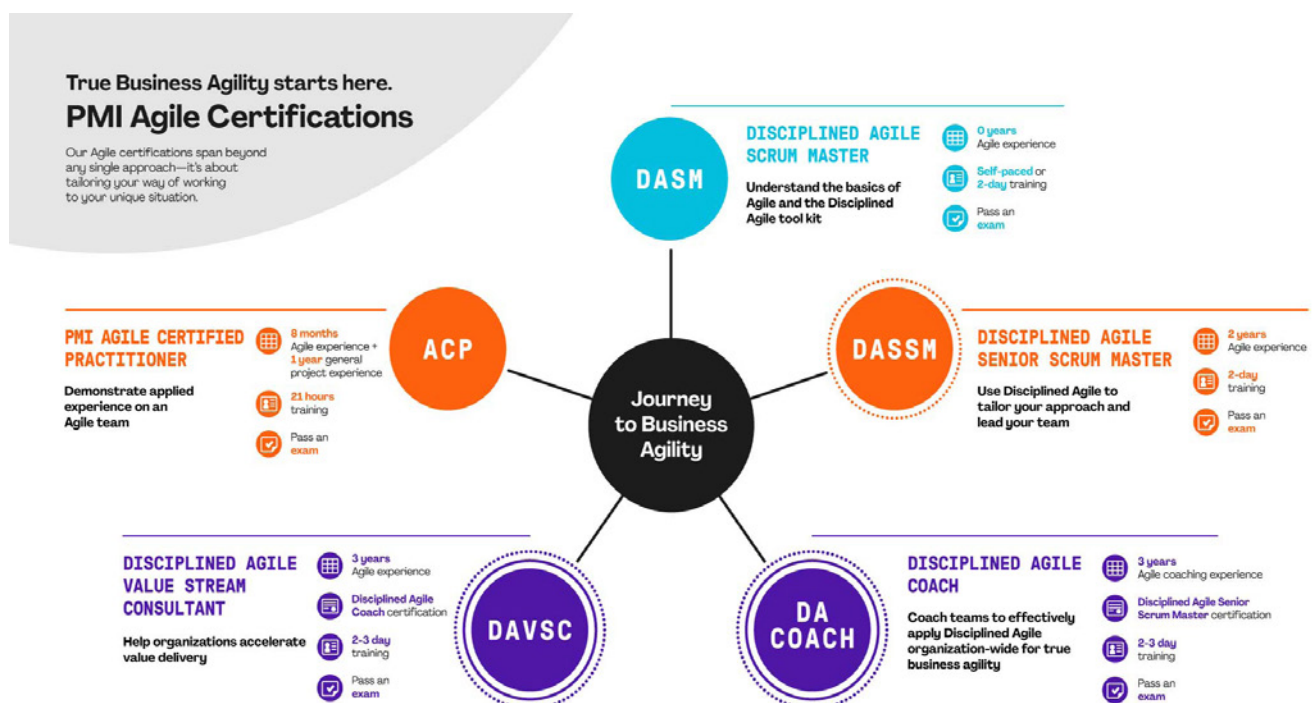 True Business Agility starts here.
PMI Agile Certifications
Our Agile certifications span beyond
any single approach—it's about
tailoring your way of working
to your unique situation.
DASM
DISCIPLINED AGILE
SCRUM MASTER
Understand the basics of
Agile and the Disciplined
Agile tool kit
0 years
Agile experience
Self-paced or
2-day training
Pass an
exam
PMI AGILE CERTIFIED
PRACTITIONER
Demonstrate applied
experience on an
Agile team
8 months
Agile experience +
1 year general
project experience
21 hours
training
Pass an
exam
ACP
Journey
to Business
Agility
DASSM
DISCIPLINED AGILE
SENIOR SCRUM MASTER
Use Disciplined Agile to
tailor your approach and
lead your team
2 years
Agile experience
2-day
training
Pass an
exam
DISCIPLINED AGILE
VALUE STREAM
CONSULTANT
Help organizations accelerate
value delivery
3 years
Agile experience
Disciplined Agile
Coach certification
2-3 day
training
Pass an
exam
DAVSC
DA
COACH
DISCIPLINED AGILE
COACH
Coach teams to effectively
apply Disciplined Agile
organization-wide for true
business agility
3 years
Agile coaching experience
Disciplined Agile Senior
Scrum Master certification
2-3 day
training
Pass an
exam